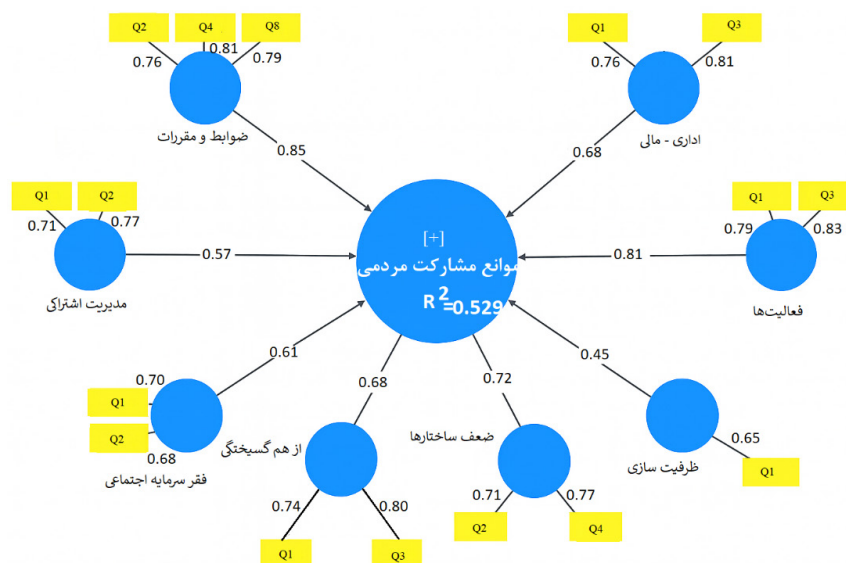 Q2
Q4
Q8
0.76
0.81
0.79
ضوابط و مقررات
0.85
Q1
Q3
0.76
0.81
اداری - مالی
0.68
Q1
Q2
0.71
0.77
مدیریت اشتراکی
0.57
[+]
موانع مشارکت مردمی
R²=0.529
Q1
Q3
0.79
0.83
فعالیت‌ها
0.81
0.70
Q1
Q2
0.68
فقر سرمایه اجتماعی
0.61
از هم گسیختگی
0.68
0.74
0.80
Q1
Q3
ضعف ساختارها
0.72
0.71
0.77
Q2
Q4
0.45
ظرفیت سازی
0.65
Q1